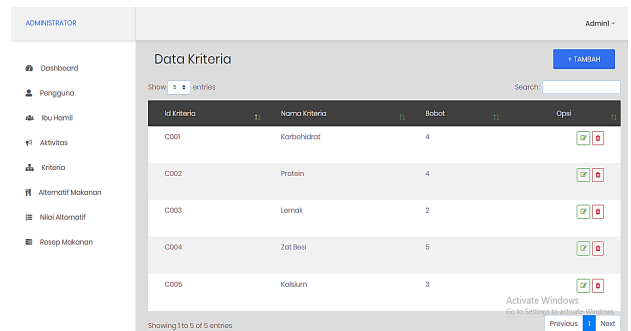 ADMINISTRATOR
Admin1
Dashboard
Pengguna
Ibu Hamil
Aktivitas
Kriteria
Alternatif Makanan
Nilai Alternatif
Resep Makanan
Data Kriteria
+ TAMBAH
Show 5 entries
Search:
Id Kriteria Nama Kriteria Bobot Opsi
C001 Karbohidrat 4
C002 Protein 4
C003 Lemak 2
C004 Zat Besi 5
C005 Kalsium 3
Activate Windows
Go to Settings to activate Windows.
Showing 1 to 5 of 5 entries
Previous 1 Next